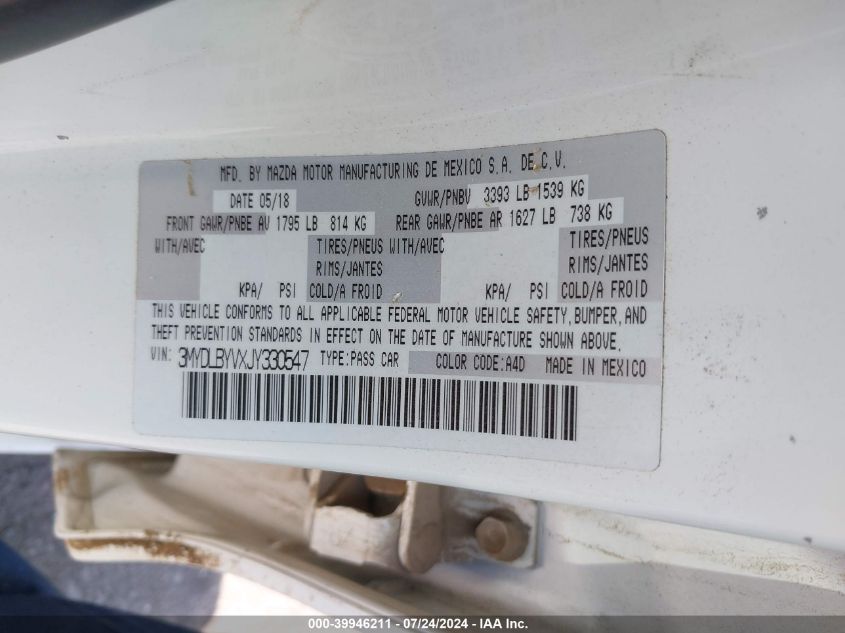 MFD. BY MAZDA MOTOR MANUFACTURING DE MEXICO S.A. DE C.V.
DATE 05/18 GVWR/PNBV 3393 LB 1539 KG
FRONT GAWR/PNBE AV 1795 LB 814 KG REAR GAWR/PNBE AR 1627 LB 738 KG
WITH/AVEC TIRES/PNEUS WITH/AVEC TIRES/PNEUS
RIMS/JANTES RIMS/JANTES
KPA/ PSI COLD/A FROID KPA/ PSI COLD/A FROID
THIS VEHICLE CONFORMS TO ALL APPLICABLE FEDERAL MOTOR VEHICLE SAFETY, BUMPER, AND
THEFT PREVENTION STANDARDS IN EFFECT ON THE DATE OF MANUFACTURE SHOWN ABOVE.
VIN: 3MYDLBYVXJY330547 TYPE:PASS CAR COLOR CODE:A4D MADE IN MEXICO
000-39946211 - 07/24/2024 - IAA Inc.